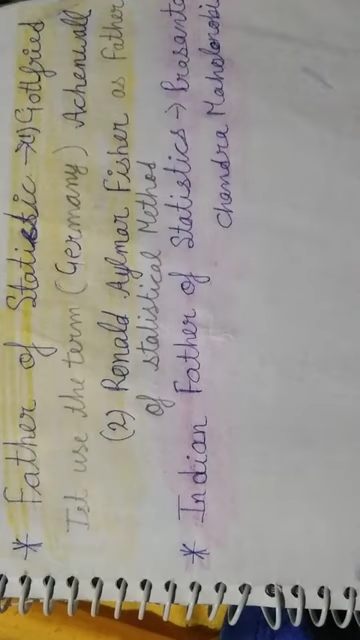 * Father of Statistic → 1) Gottfried
1st use the term (Germany) Achenwall
(2) Ronald Aylmar Fisher as Father
of statistical Method
* Indian Father of Statistics → Prasanta
Chandra Mahalanobi